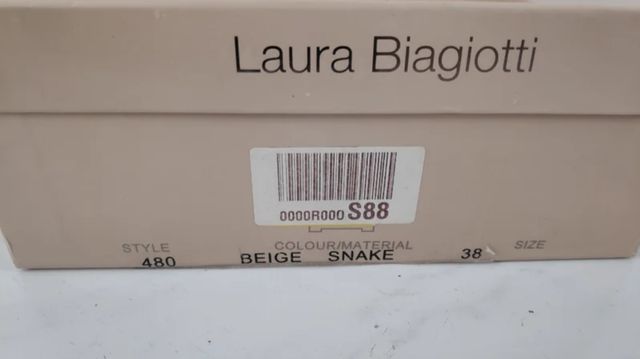 Laura Biagiotti
0000R000 S88
STYLE COLOUR/MATERIAL SIZE
480 BEIGE SNAKE 38